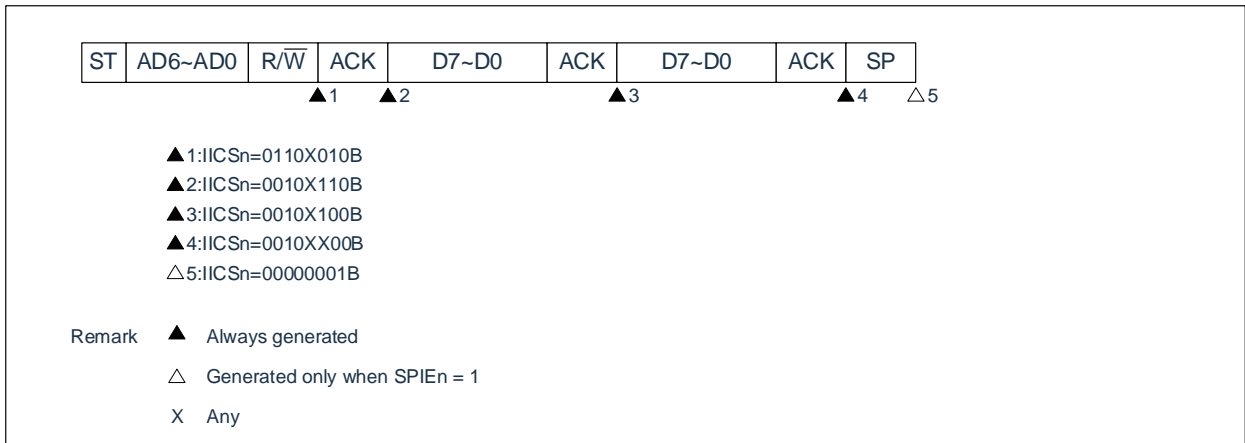 ST AD6~AD0 R/W̅ ACK D7~D0 ACK D7~D0 ACK SP
▲1 ▲2 ▲3 ▲4 △5
▲1:IICSn=0110X010B
▲2:IICSn=0010X110B
▲3:IICSn=0010X100B
▲4:IICSn=0010XX00B
△5:IICSn=00000001B
Remark ▲ Always generated
△ Generated only when SPIEn = 1
X Any